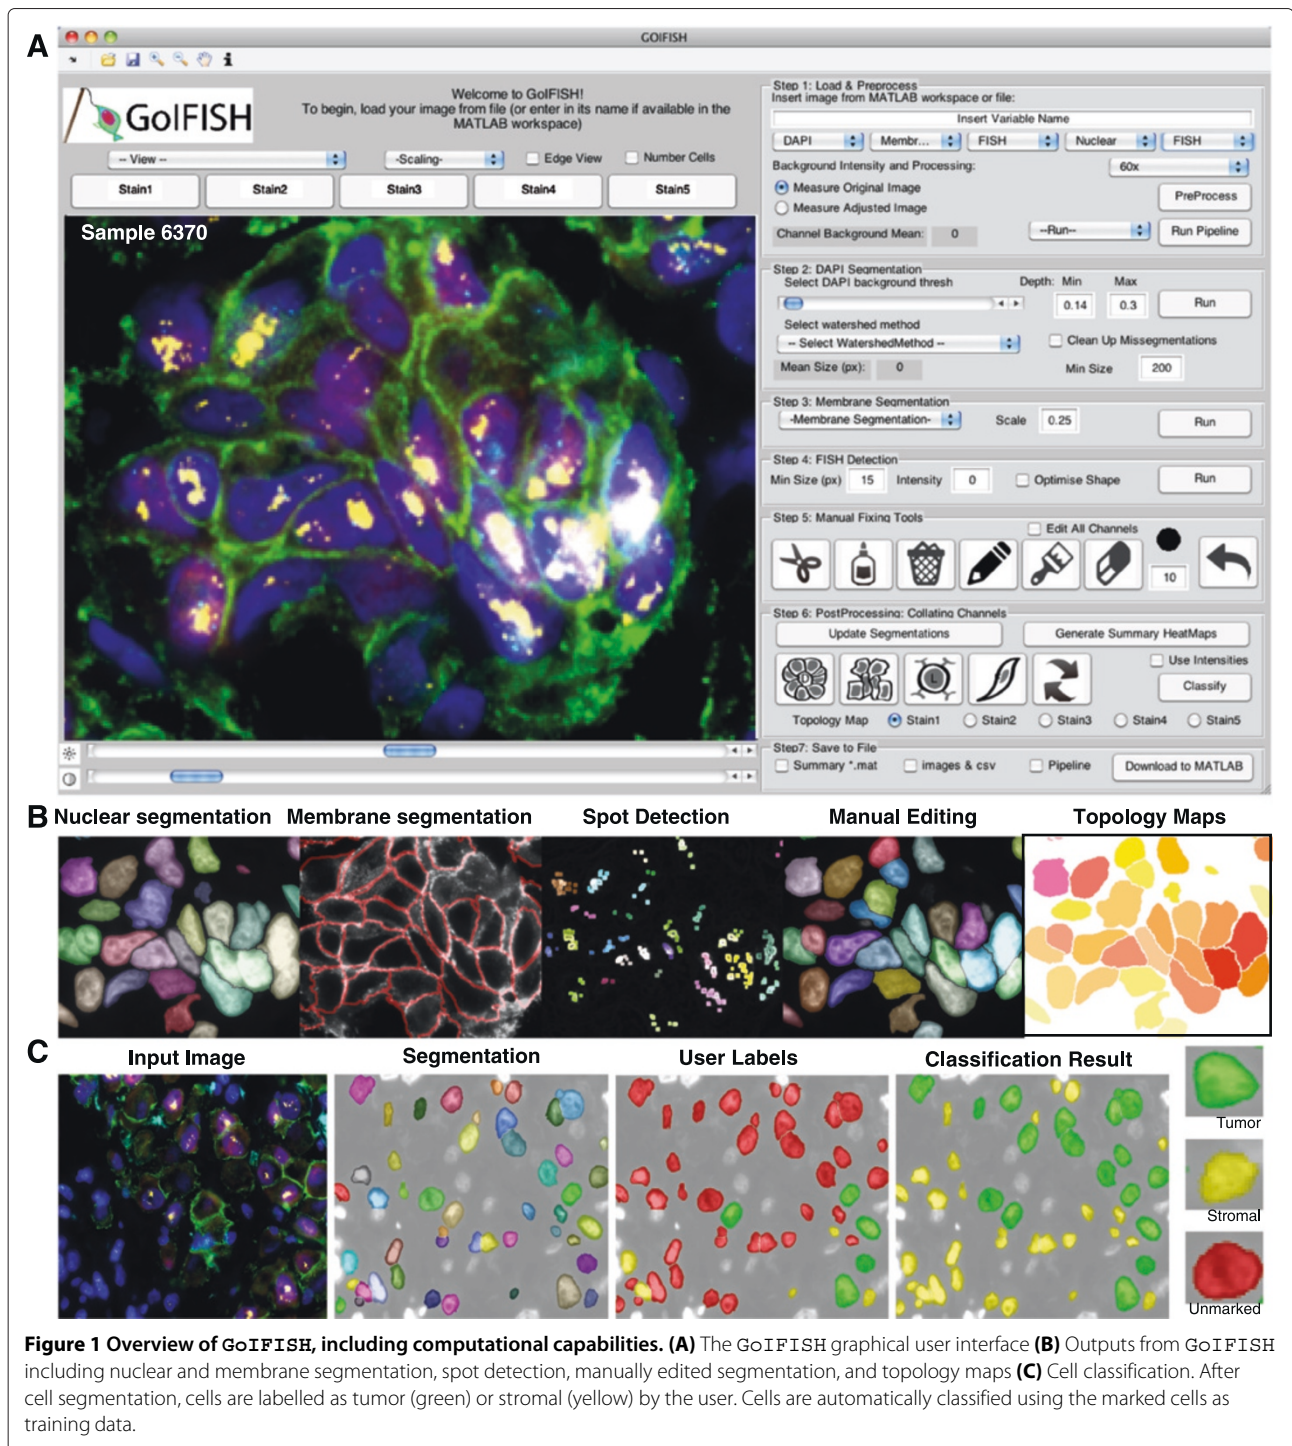 A
GOIFISH
GoIFISH
Welcome to GoIFISH!
To begin, load your image from file (or enter in its name if available in the
MATLAB workspace)
-- View --
-Scaling-
Edge View
Number Cells
Stain1
Stain2
Stain3
Stain4
Stain5
Sample 6370
Step 1: Load & Preprocess
Insert image from MATLAB workspace or file:
Insert Variable Name
DAPI
Membr...
FISH
Nuclear
FISH
Background Intensity and Processing:
60x
Measure Original Image
PreProcess
Measure Adjusted Image
Channel Background Mean:
0
--Run--
Run Pipeline
Step 2: DAPI Segmentation
Select DAPI background thresh
Depth: Min
Max
0.14
0.3
Run
Select watershed method
-- Select WatershedMethod --
Clean Up Missegmentations
Mean Size (px):
0
Min Size
200
Step 3: Membrane Segmentation
-Membrane Segmentation-
Scale
0.25
Run
Step 4: FISH Detection
Min Size (px)
15
Intensity
0
Optimise Shape
Run
Step 5: Manual Fixing Tools
Edit All Channels
10
Step 6: PostProcessing: Collating Channels
Update Segmentations
Generate Summary HeatMaps
L
Use Intensities
Classify
Topology Map
Stain1
Stain2
Stain3
Stain4
Stain5
Step7: Save to File
Summary *.mat
images & csv
Pipeline
Download to MATLAB
B
Nuclear segmentation
Membrane segmentation
Spot Detection
Manual Editing
Topology Maps
C
Input Image
Segmentation
User Labels
Classification Result
Tumor
Stromal
Unmarked
Figure 1 Overview of GoIFISH, including computational capabilities. (A) The GoIFISH graphical user interface (B) Outputs from GoIFISH
including nuclear and membrane segmentation, spot detection, manually edited segmentation, and topology maps (C) Cell classification. After
cell segmentation, cells are labelled as tumor (green) or stromal (yellow) by the user. Cells are automatically classified using the marked cells as
training data.